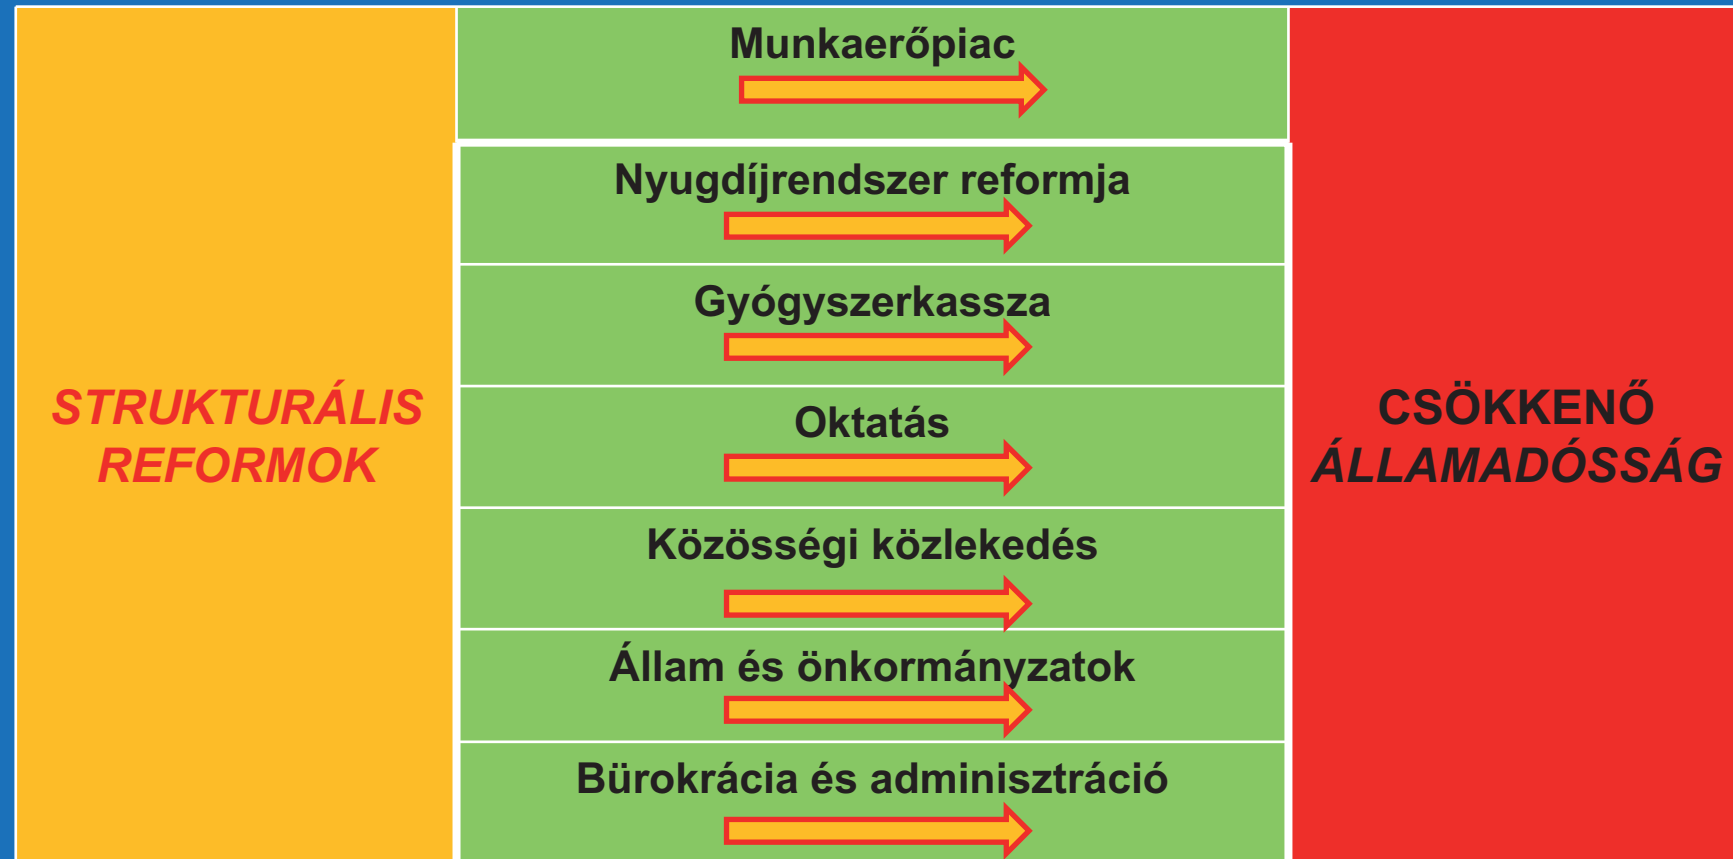 STRUKTURÁLIS
REFORMOK
Munkaerőpiac
Nyugdíjrendszer reformja
Gyógyszerkassza
Oktatás
Közösségi közlekedés
Állam és önkormányzatok
Bürokrácia és adminisztráció
CSÖKKENŐ
ÁLLAMADÓSSÁG